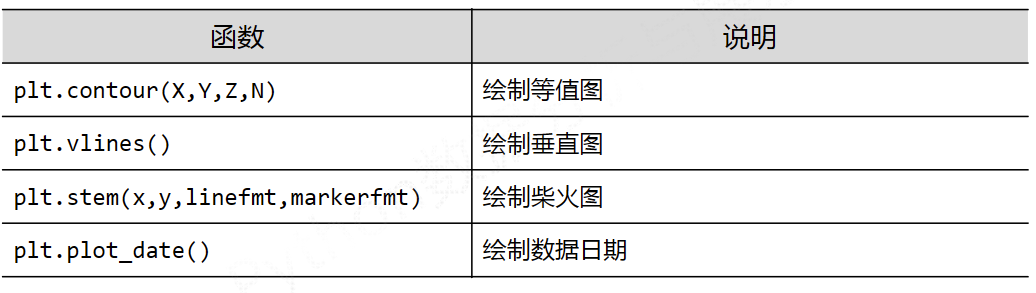 函数 说明
plt.contour(X,Y,Z,N) 绘制等值图
plt.vlines() 绘制垂直图
plt.stem(x,y,linefmt,markerfmt) 绘制柴火图
plt.plot_date() 绘制数据日期